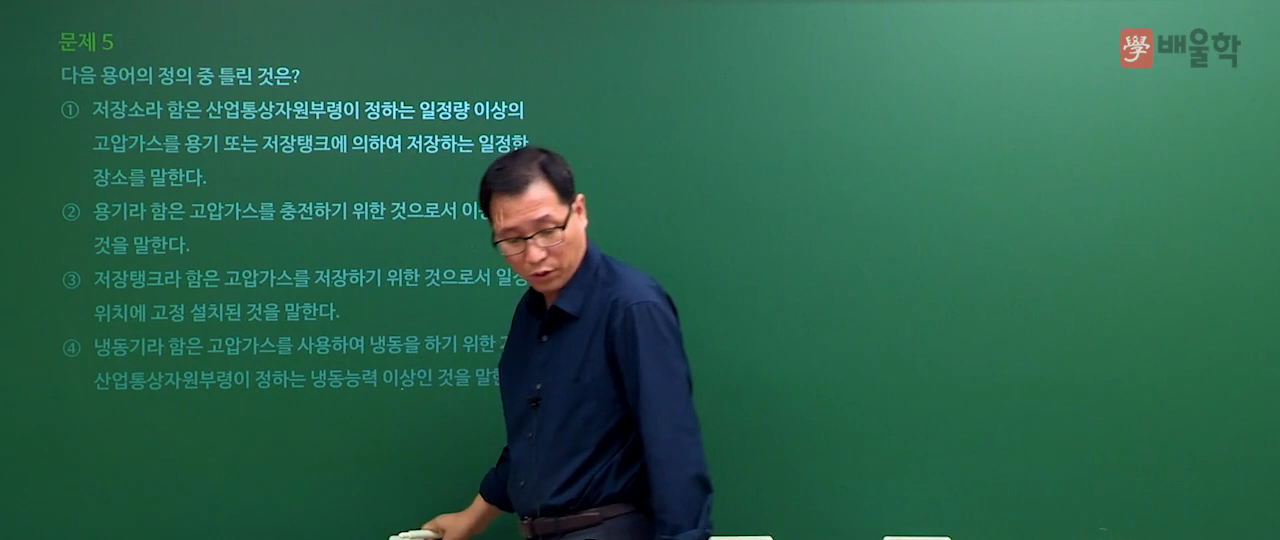 문제 5
學 배울학
다음 용어의 정의 중 틀린 것은?
① 저장소라 함은 산업통상자원부령이 정하는 일정량 이상의
고압가스를 용기 또는 저장탱크에 의하여 저장하는 일정한
장소를 말한다.
② 용기라 함은 고압가스를 충전하기 위한 것으로서
것을 말한다.
③ 저장탱크라 함은 고압가스를 저장하기 위한 것으로서
위치에 고정 설치된 것을 말한다.
④ 냉동기라 함은 고압가스를 사용하여 냉동을 하기 위한
산업통상자원부령이 정하는 냉동능력 이상인 것을